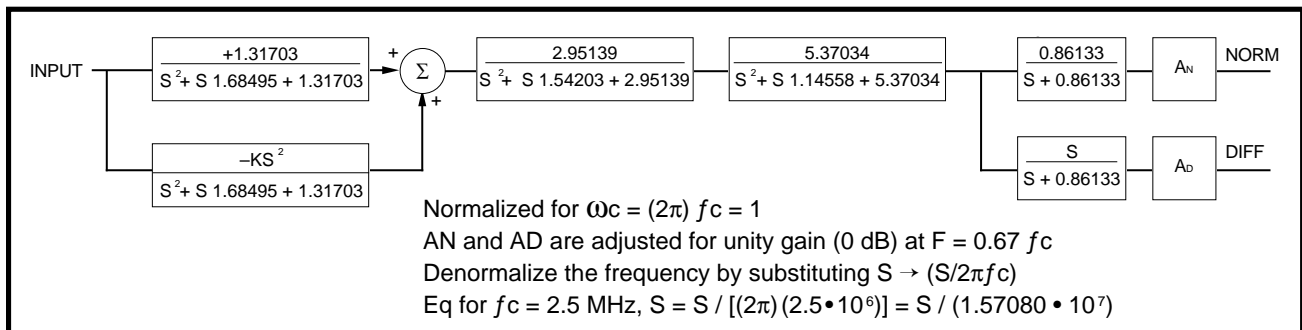 +1.31703
S² + S 1.68495 + 1.31703
INPUT
+
Σ
+
2.95139
S² + S 1.54203 + 2.95139
5.37034
S² + S 1.14558 + 5.37034
0.86133
S + 0.86133
AN
NORM
–KS²
S² + S 1.68495 + 1.31703
S
S + 0.86133
AD
DIFF
Normalized for ωc = (2π) ƒc = 1
AN and AD are adjusted for unity gain (0 dB) at F = 0.67 ƒc
Denormalize the frequency by substituting S → (S/2πƒc)
Eq for ƒc = 2.5 MHz, S = S / [(2π) (2.5•10⁶)] = S / (1.57080 • 10⁷)